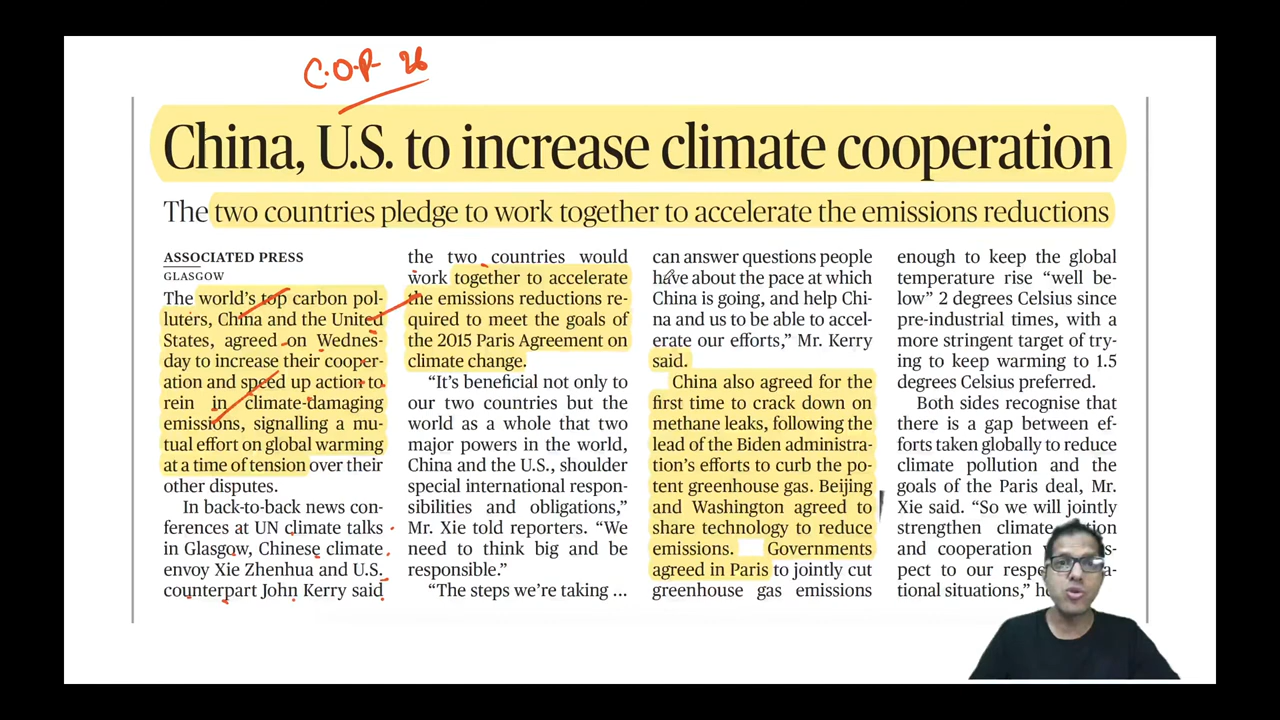 C.O.P 26
China, U.S. to increase climate cooperation
The two countries pledge to work together to accelerate the emissions reductions
ASSOCIATED PRESS
GLASGOW
The world's top carbon pol-
luters, China and the United
States, agreed on Wednes-
day to increase their cooper-
ation and speed up action to
rein in climate-damaging
emissions, signalling a mu-
tual effort on global warming
at a time of tension over their
other disputes.
In back-to-back news con-
ferences at UN climate talks
in Glasgow, Chinese climate
envoy Xie Zhenhua and U.S.
counterpart John Kerry said
the two countries would
work together to accelerate
the emissions reductions re-
quired to meet the goals of
the 2015 Paris Agreement on
climate change.
“It's beneficial not only to
our two countries but the
world as a whole that two
major powers in the world,
China and the U.S., shoulder
special international respon-
sibilities and obligations,”
Mr. Xie told reporters. “We
need to think big and be
responsible.”
“The steps we're taking ...
can answer questions people
have about the pace at which
China is going, and help Chi-
na and us to be able to accel-
erate our efforts,” Mr. Kerry
said.
China also agreed for the
first time to crack down on
methane leaks, following the
lead of the Biden administra-
tion's efforts to curb the po-
tent greenhouse gas. Beijing
and Washington agreed to
share technology to reduce
emissions. Governments
agreed in Paris to jointly cut
greenhouse gas emissions
enough to keep the global
temperature rise “well be-
low” 2 degrees Celsius since
pre-industrial times, with a
more stringent target of try-
ing to keep warming to 1.5
degrees Celsius preferred.
Both sides recognise that
there is a gap between ef-
forts taken globally to reduce
climate pollution and the
goals of the Paris deal, Mr.
Xie said. “So we will jointly
strengthen climate
and cooperation
pect to our
tional situations,”